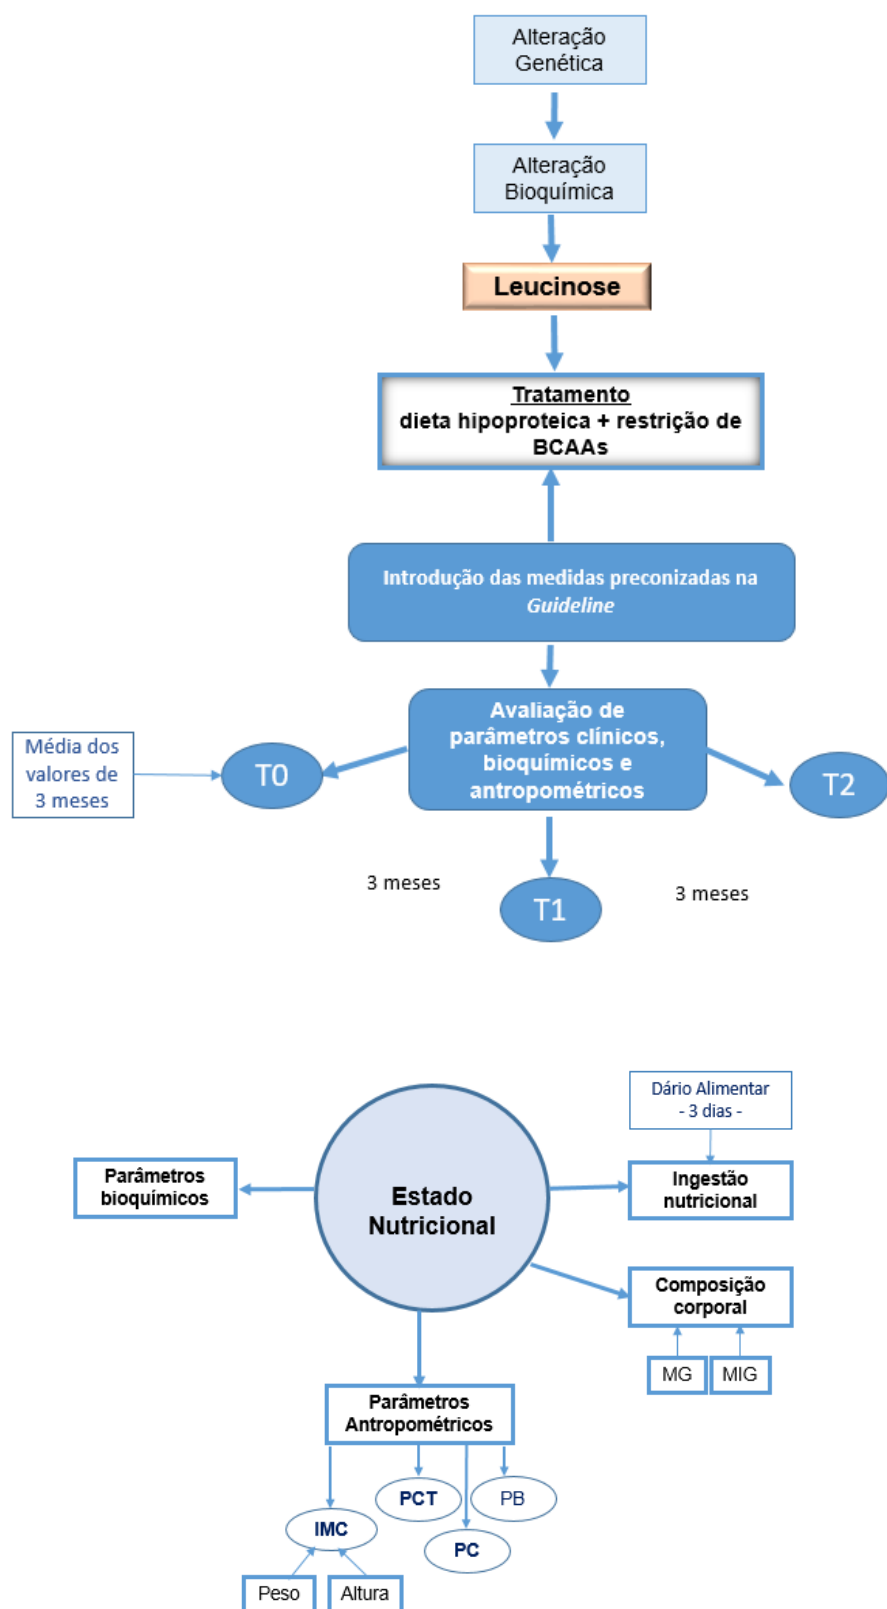 Alteração
Genética
Alteração
Bioquímica
Leucinose
Tratamento
dieta hipoproteica + restrição de
BCAAs
Introdução das medidas preconizadas na
Guideline
Avaliação de
parâmetros clínicos,
bioquímicos e
antropométricos
Média dos
valores de
3 meses
T0
T2
3 meses
T1
3 meses
Dário Alimentar
- 3 dias -
Parâmetros
bioquímicos
Estado
Nutricional
Ingestão
nutricional
Composição
corporal
MG
MIG
Parâmetros
Antropométricos
PCT
PB
IMC
PC
Peso
Altura